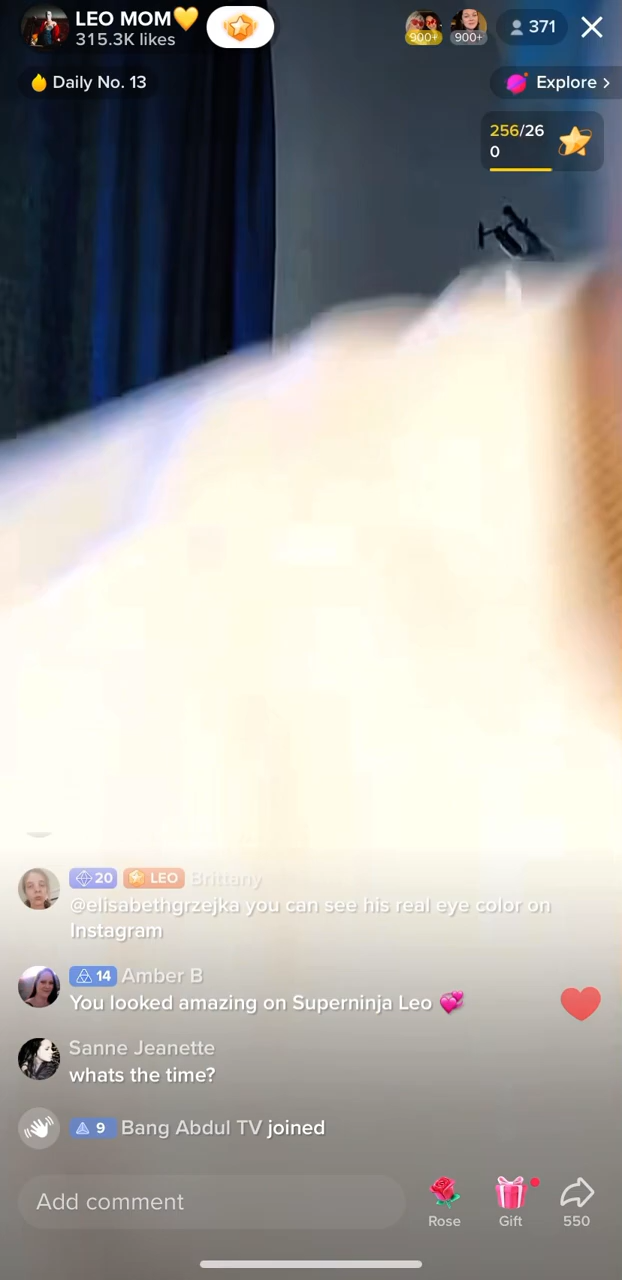 LEO MOM💛
315.3K likes
900+
900+
371
Daily No. 13
Explore >
256/26
0
20 LEO Brittany
@elisabethgrzejka you can see his real eye color on
Instagram
14 Amber B
You looked amazing on Superninja Leo 💞
Sanne Jeanette
whats the time?
9 Bang Abdul TV joined
Add comment
Rose
Gift
550